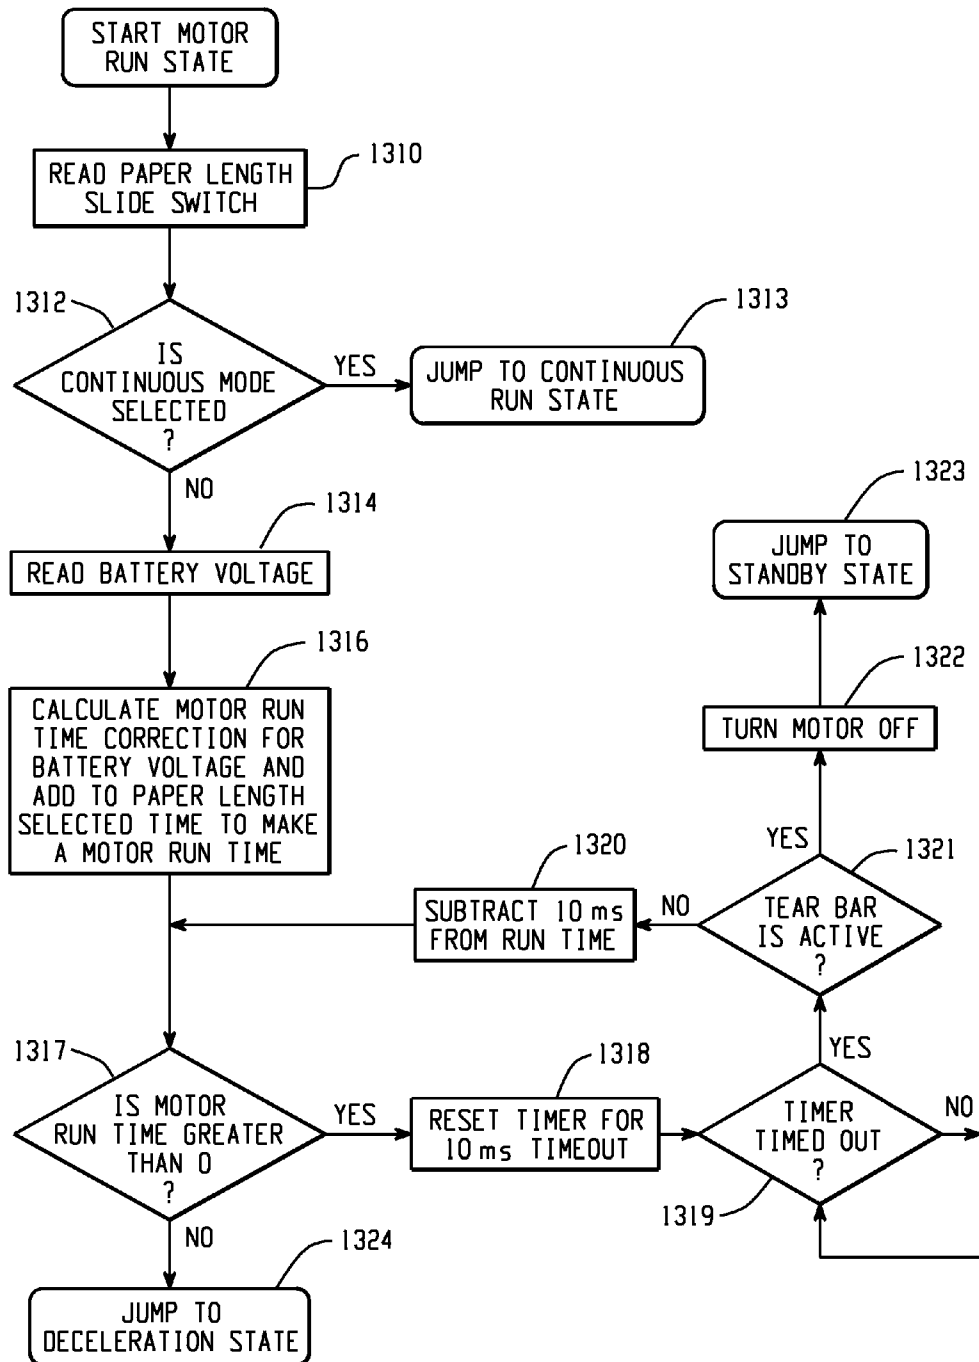 START MOTOR
RUN STATE
READ PAPER LENGTH
SLIDE SWITCH
1310
1312
IS
CONTINUOUS MODE
SELECTED
?
YES
JUMP TO CONTINUOUS
RUN STATE
1313
NO
1314
READ BATTERY VOLTAGE
1316
CALCULATE MOTOR RUN
TIME CORRECTION FOR
BATTERY VOLTAGE AND
ADD TO PAPER LENGTH
SELECTED TIME TO MAKE
A MOTOR RUN TIME
1317
IS MOTOR
RUN TIME GREATER
THAN 0
?
YES
1318
RESET TIMER FOR
10 ms TIMEOUT
TIMER
TIMED OUT
?
1319
NO
YES
TEAR BAR
IS ACTIVE
?
1321
NO
1320
SUBTRACT 10 ms
FROM RUN TIME
YES
TURN MOTOR OFF
1322
JUMP TO
STANDBY STATE
1323
NO
1324
JUMP TO
DECELERATION STATE